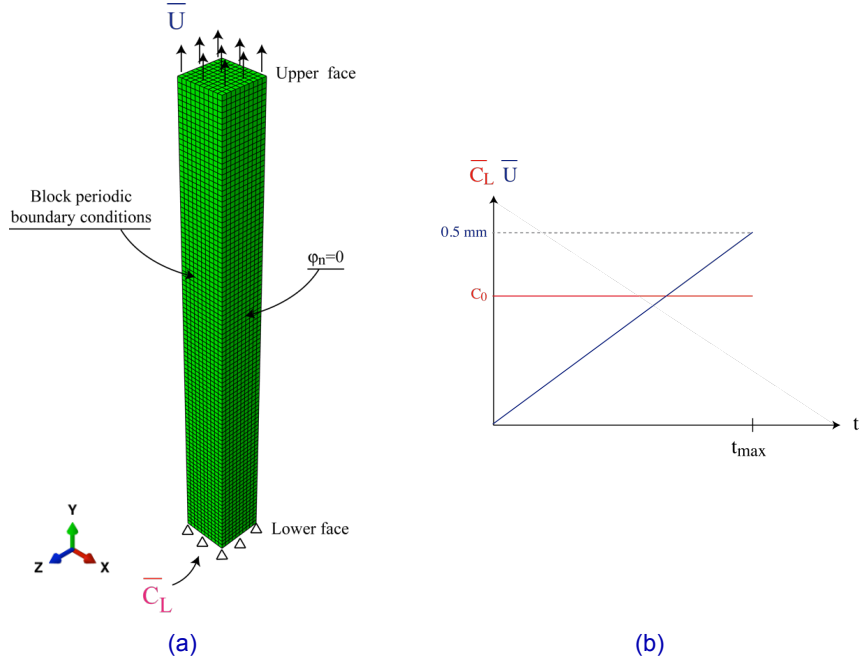 U
Upper face
Block periodic
boundary conditions
φn=0
Lower face
Y
Z
X
CL
(a)
CL U
0.5 mm
C0
t
tmax
(b)